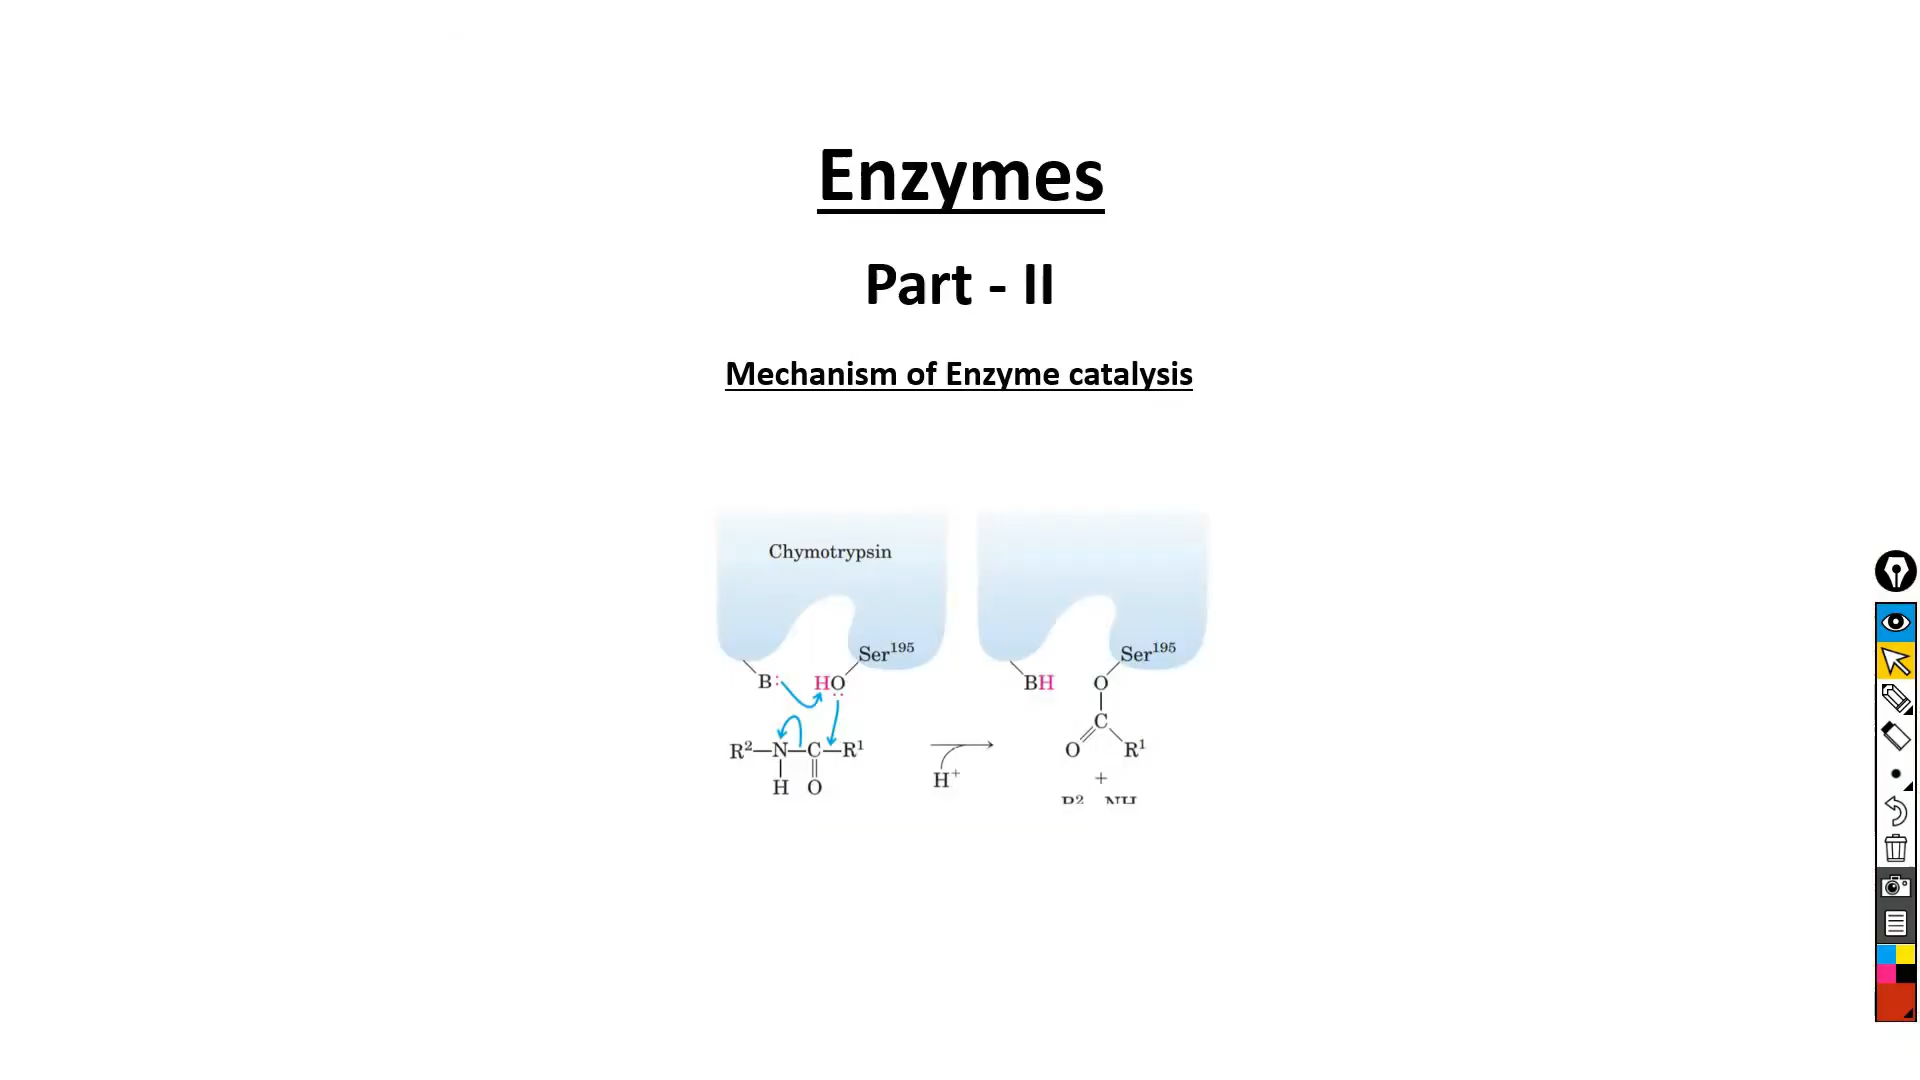 Enzymes
Part - II
Mechanism of Enzyme catalysis
Chymotrypsin
Ser¹⁹⁵
Ser¹⁹⁵
B: HO
BH O
C
R²—N—C—R¹
O R¹
H⁺
+
H O